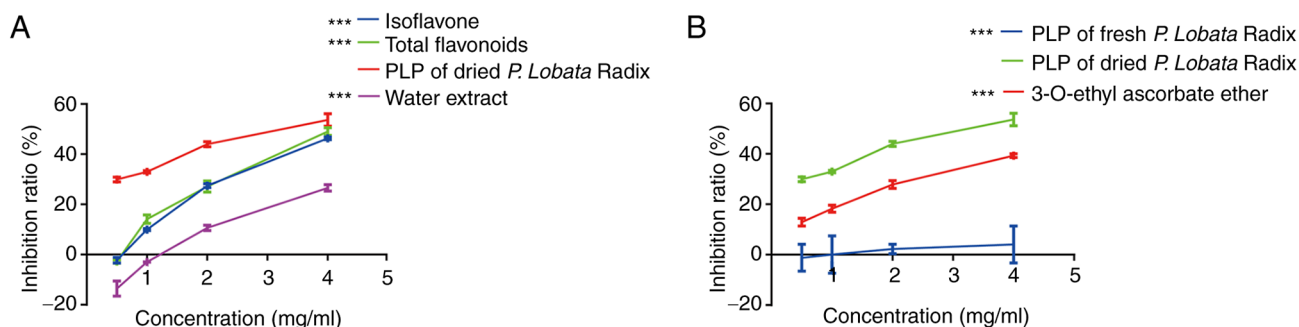 A
*** Isoflavone
*** Total flavonoids
PLP of dried P. Lobata Radix
*** Water extract
Inhibition ratio (%)
60
40
20
0
−20
1 2 3 4 5
Concentration (mg/ml)
B
*** PLP of fresh P. Lobata Radix
PLP of dried P. Lobata Radix
*** 3-O-ethyl ascorbate ether
Inhibition ratio (%)
60
40
20
0
−20
1 2 3 4 5
Concentration (mg/ml)